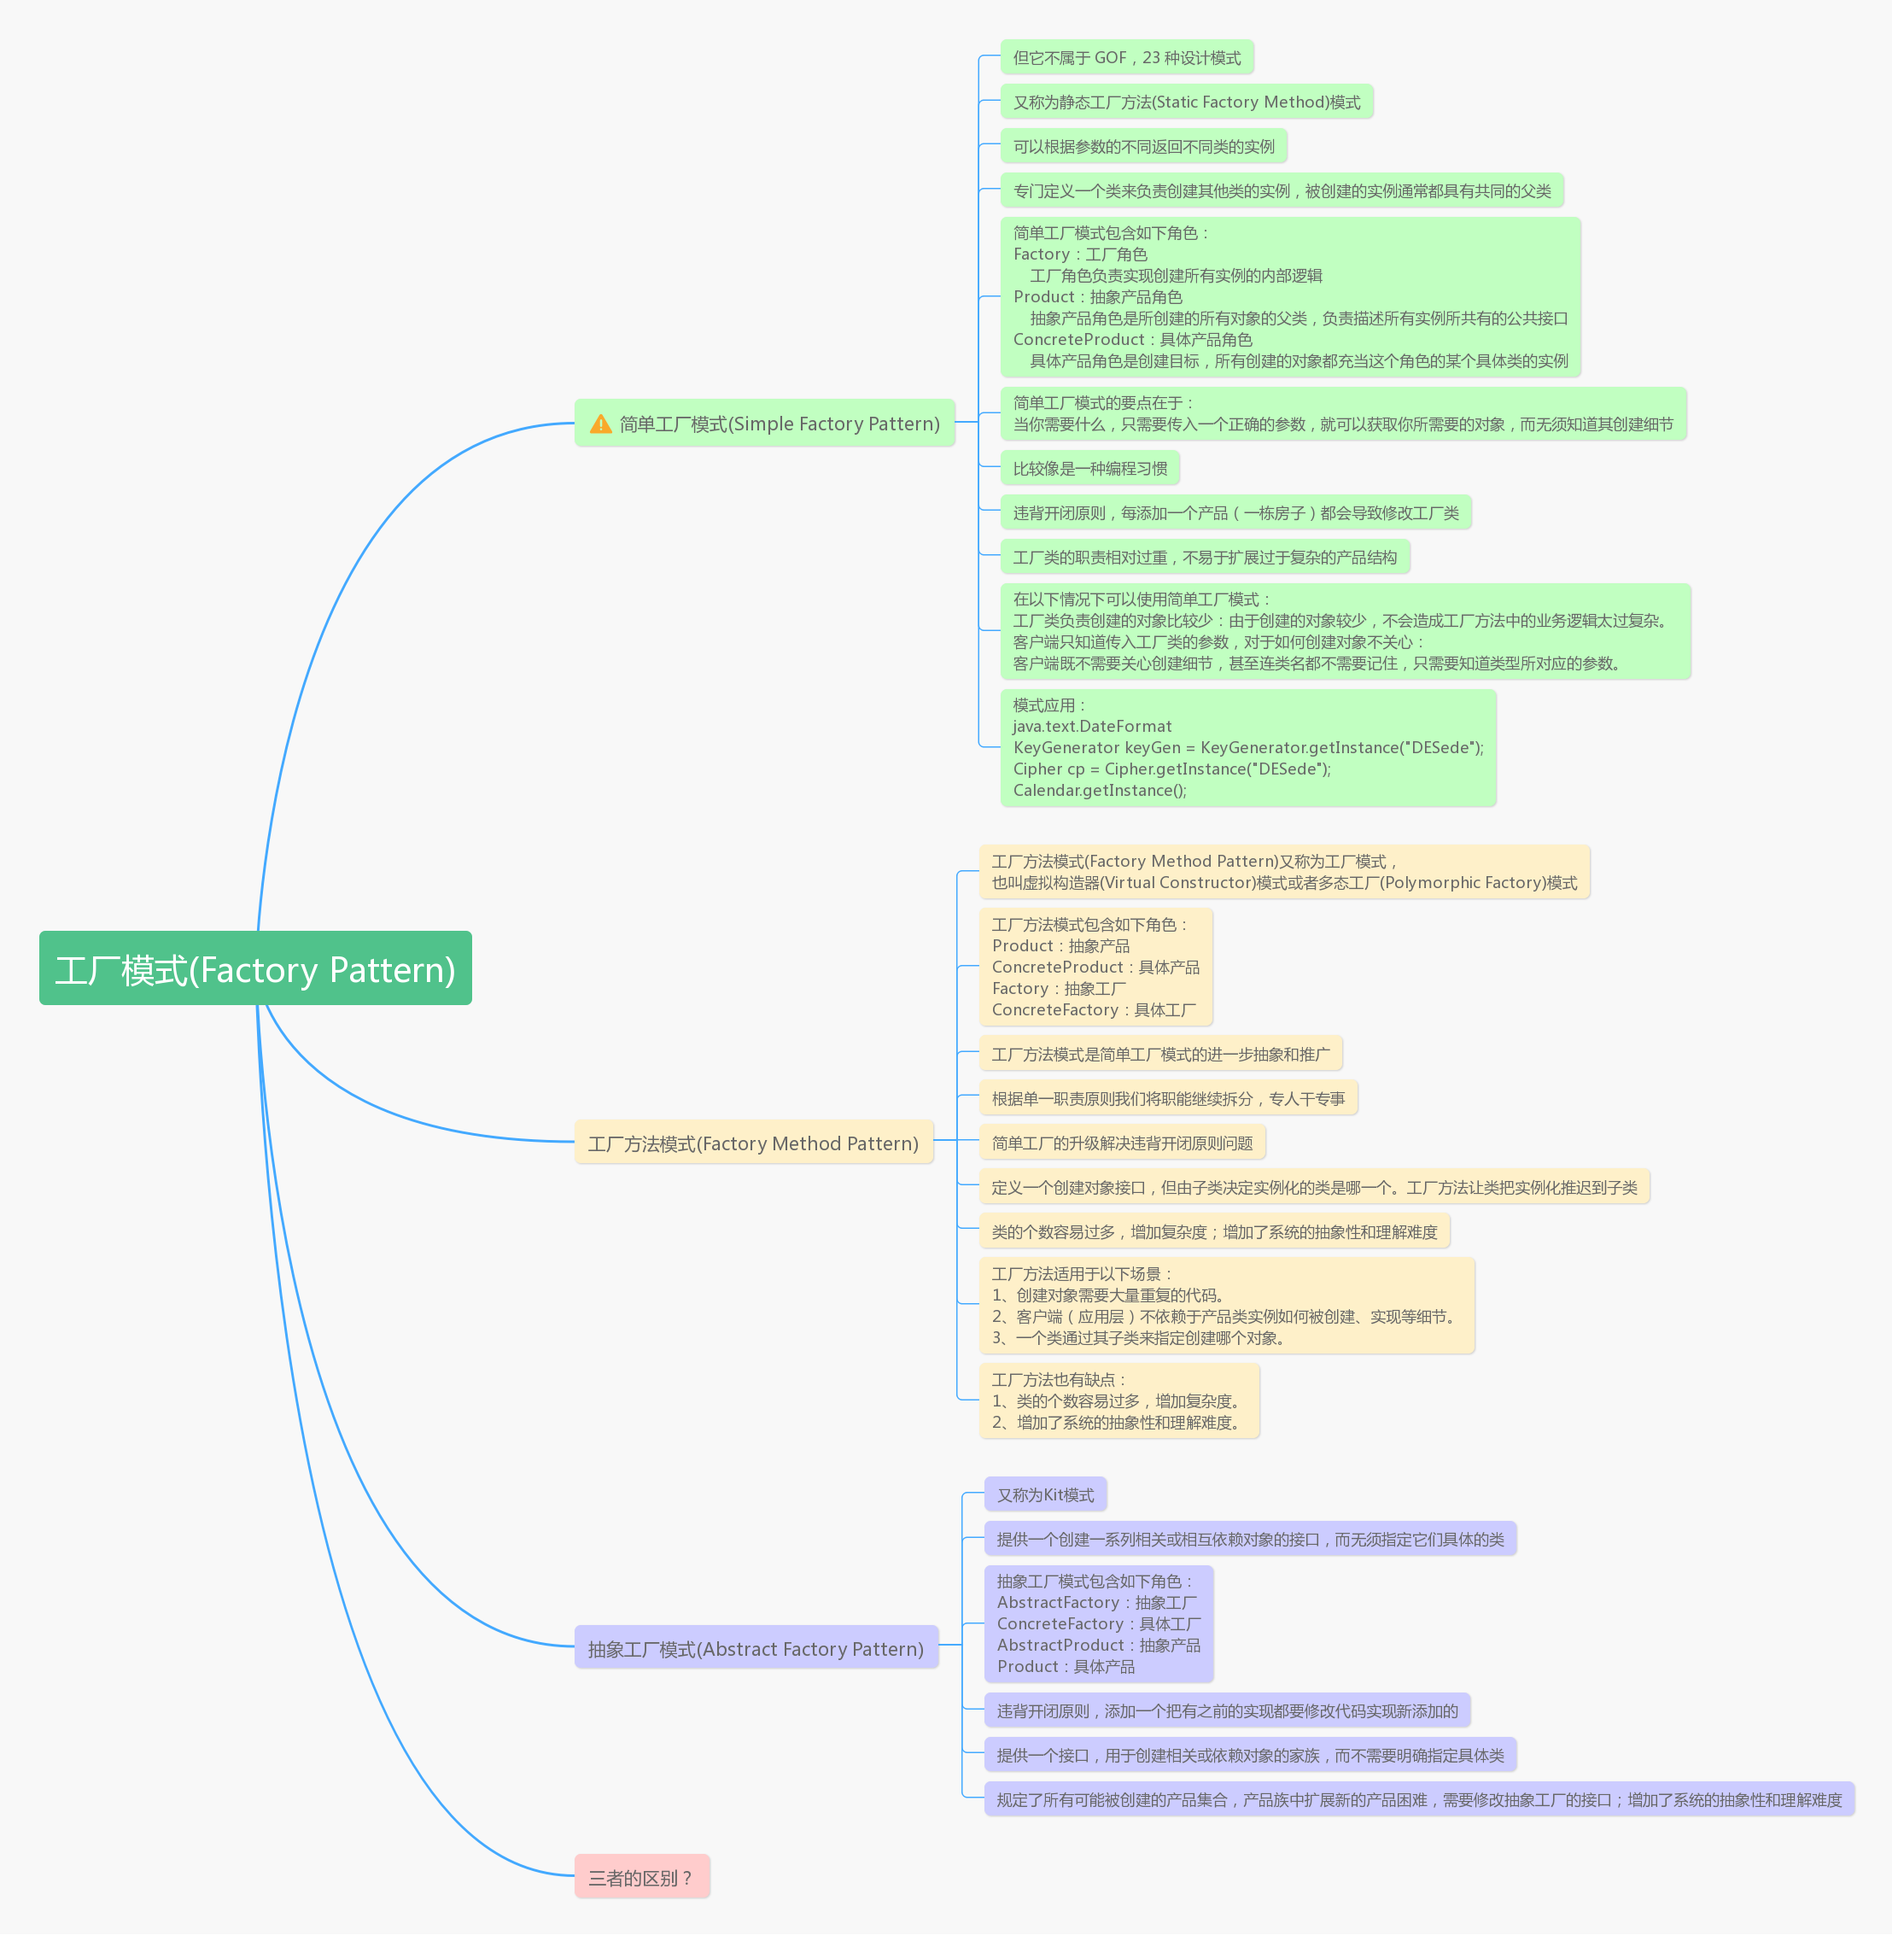 工厂模式(Factory Pattern)
简单工厂模式(Simple Factory Pattern)
但它不属于 GOF，23 种设计模式
又称为静态工厂方法(Static Factory Method)模式
可以根据参数的不同返回不同类的实例
专门定义一个类来负责创建其他类的实例，被创建的实例通常都具有共同的父类
简单工厂模式包含如下角色：
Factory：工厂角色
工厂角色负责实现创建所有实例的内部逻辑
Product：抽象产品角色
抽象产品角色是所创建的所有对象的父类，负责描述所有实例所共有的公共接口
ConcreteProduct：具体产品角色
具体产品角色是创建目标，所有创建的对象都充当这个角色的某个具体类的实例
简单工厂模式的要点在于：
当你需要什么，只需要传入一个正确的参数，就可以获取你所需要的对象，而无须知道其创建细节
比较像是一种编程习惯
违背开闭原则，每添加一个产品（一栋房子）都会导致修改工厂类
工厂类的职责相对过重，不易于扩展过于复杂的产品结构
在以下情况下可以使用简单工厂模式：
工厂类负责创建的对象比较少：由于创建的对象较少，不会造成工厂方法中的业务逻辑太过复杂。
客户端只知道传入工厂类的参数，对于如何创建对象不关心：
客户端既不需要关心创建细节，甚至连类名都不需要记住，只需要知道类型所对应的参数。
模式应用：
java.text.DateFormat
KeyGenerator keyGen = KeyGenerator.getInstance("DESede");
Cipher cp = Cipher.getInstance("DESede");
Calendar.getInstance();
工厂方法模式(Factory Method Pattern)
工厂方法模式(Factory Method Pattern)又称为工厂模式，
也叫虚拟构造器(Virtual Constructor)模式或者多态工厂(Polymorphic Factory)模式
工厂方法模式包含如下角色：
Product：抽象产品
ConcreteProduct：具体产品
Factory：抽象工厂
ConcreteFactory：具体工厂
工厂方法模式是简单工厂模式的进一步抽象和推广
根据单一职责原则我们将职能继续拆分，专人干专事
简单工厂的升级解决违背开闭原则问题
定义一个创建对象接口，但由子类决定实例化的类是哪一个。工厂方法让类把实例化推迟到子类
类的个数容易过多，增加复杂度；增加了系统的抽象性和理解难度
工厂方法适用于以下场景：
1、创建对象需要大量重复的代码。
2、客户端（应用层）不依赖于产品类实例如何被创建、实现等细节。
3、一个类通过其子类来指定创建哪个对象。
工厂方法也有缺点：
1、类的个数容易过多，增加复杂度。
2、增加了系统的抽象性和理解难度。
抽象工厂模式(Abstract Factory Pattern)
又称为Kit模式
提供一个创建一系列相关或相互依赖对象的接口，而无须指定它们具体的类
抽象工厂模式包含如下角色：
AbstractFactory：抽象工厂
ConcreteFactory：具体工厂
AbstractProduct：抽象产品
Product：具体产品
违背开闭原则，添加一个把有之前的实现都要修改代码实现新添加的
提供一个接口，用于创建相关或依赖对象的家族，而不需要明确指定具体类
规定了所有可能被创建的产品集合，产品族中扩展新的产品困难，需要修改抽象工厂的接口；增加了系统的抽象性和理解难度
三者的区别？